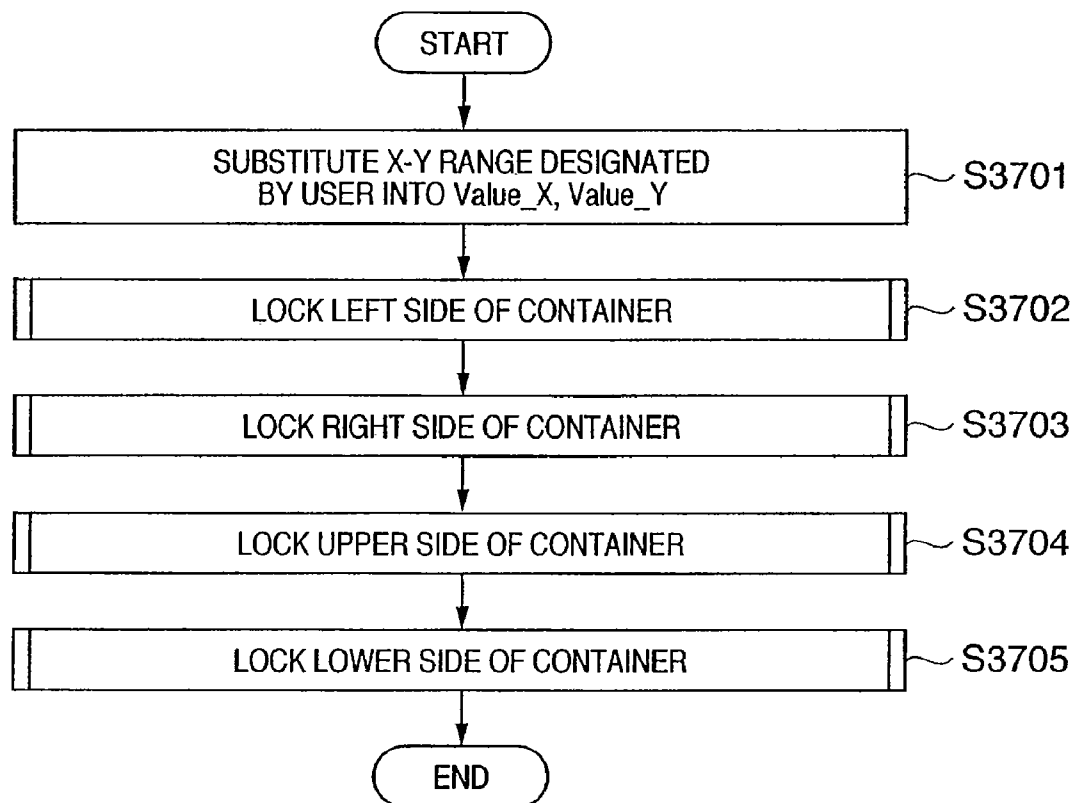 START
SUBSTITUTE X-Y RANGE DESIGNATED
BY USER INTO Value_X, Value_Y
S3701
LOCK LEFT SIDE OF CONTAINER
S3702
LOCK RIGHT SIDE OF CONTAINER
S3703
LOCK UPPER SIDE OF CONTAINER
S3704
LOCK LOWER SIDE OF CONTAINER
S3705
END